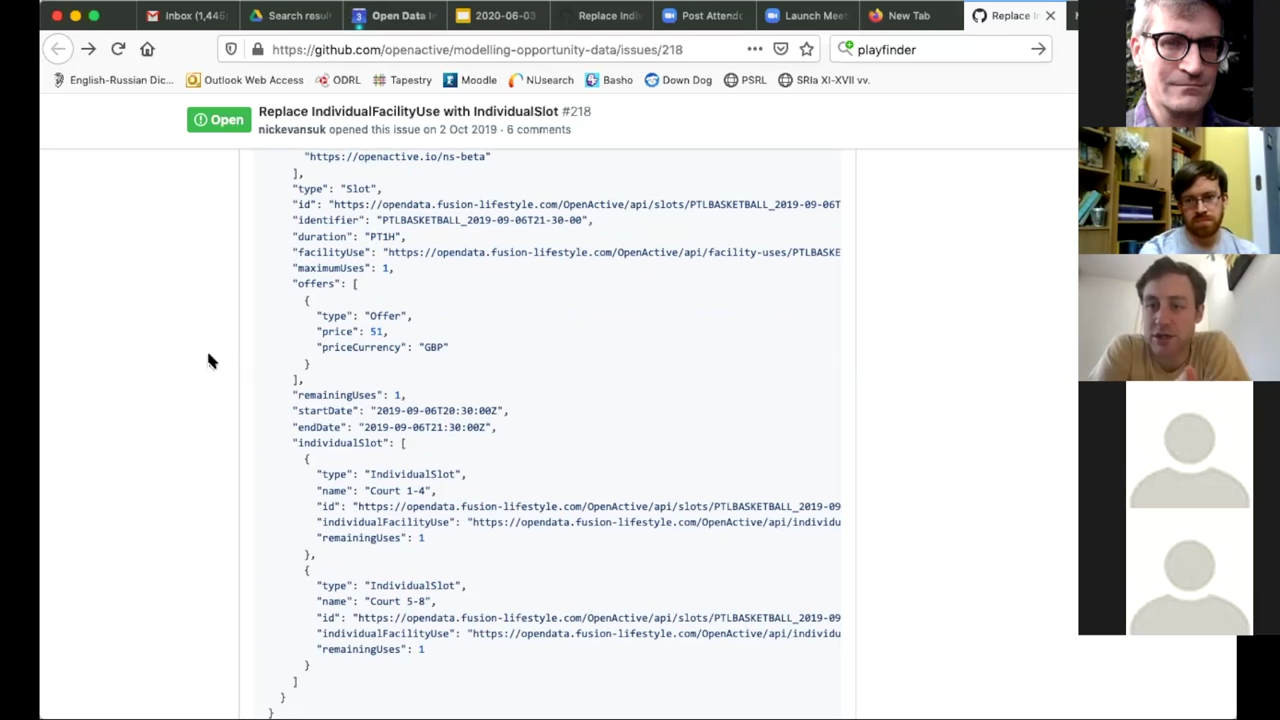 Inbox (1,446
Search resul
Open Data I
2020-06-03
Replace Indi
Post Attend
Launch Mee
New Tab
Replace I
https://github.com/openactive/modelling-opportunity-data/issues/218
playfinder
English-Russian Dic...
Outlook Web Access
ODRL
Tapestry
Moodle
NUsearch
Basho
Down Dog
PSRL
SRIa XI-XVII vv.
Open
Replace IndividualFacilityUse with IndividualSlot #218
nickevansuk opened this issue on 2 Oct 2019 · 6 comments
"https://openactive.io/ns-beta"
],
"type": "Slot",
"id": "https://opendata.fusion-lifestyle.com/OpenActive/api/slots/PTLBASKETBALL_2019-09-06T
"identifier": "PTLBASKETBALL_2019-09-06T21-30-00",
"duration": "PT1H",
"facilityUse": "https://opendata.fusion-lifestyle.com/OpenActive/api/facility-uses/PTLBASKE
"maximumUses": 1,
"offers": [
{
"type": "Offer",
"price": 51,
"priceCurrency": "GBP"
}
],
"remainingUses": 1,
"startDate": "2019-09-06T20:30:00Z",
"endDate": "2019-09-06T21:30:00Z",
"individualSlot": [
{
"type": "IndividualSlot",
"name": "Court 1-4",
"id": "https://opendata.fusion-lifestyle.com/OpenActive/api/slots/PTLBASKETBALL_2019-09
"individualFacilityUse": "https://opendata.fusion-lifestyle.com/OpenActive/api/individu
"remainingUses": 1
},
{
"type": "IndividualSlot",
"name": "Court 5-8",
"id": "https://opendata.fusion-lifestyle.com/OpenActive/api/slots/PTLBASKETBALL_2019-09
"individualFacilityUse": "https://opendata.fusion-lifestyle.com/OpenActive/api/individu
"remainingUses": 1
}
]
}
}